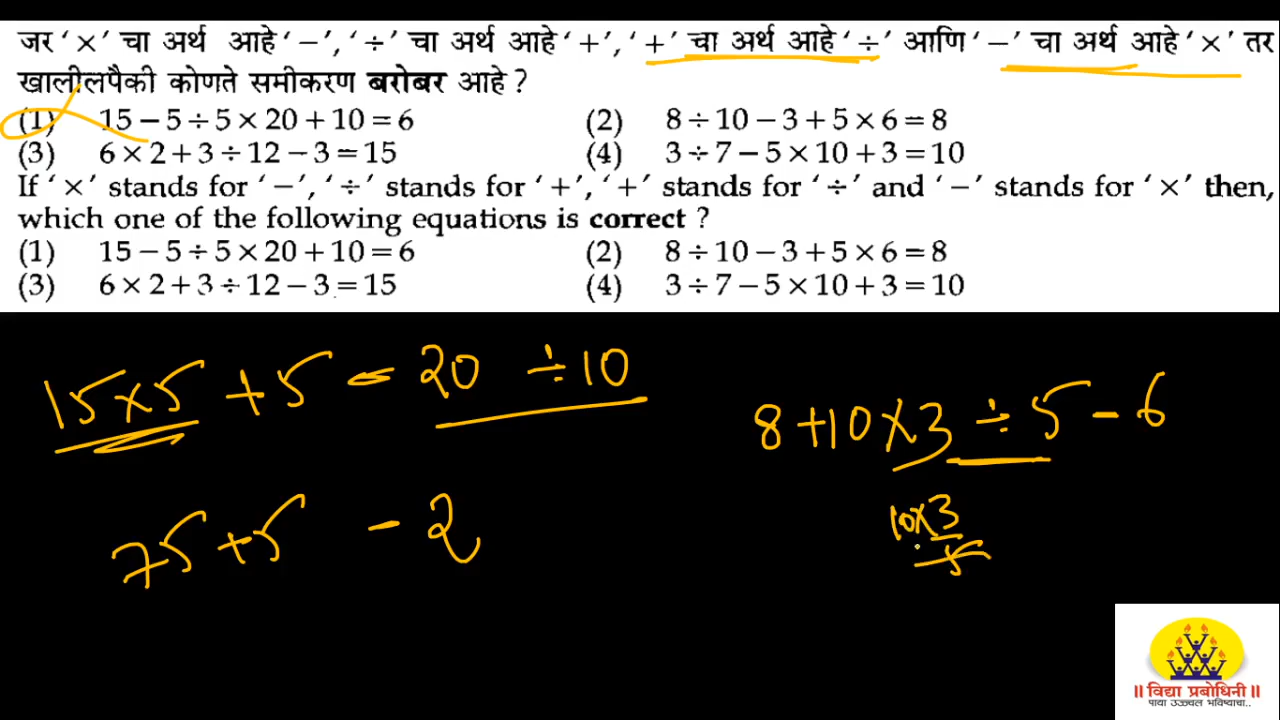 जर ‘×’ चा अर्थ आहे ‘−’, ‘÷’ चा अर्थ आहे ‘+’, ‘+’ चा अर्थ आहे ‘÷’ आणि ‘−’ चा अर्थ आहे ‘×’ तर
खालीलपैकी कोणते समीकरण बरोबर आहे ?
(1) 15 − 5 ÷ 5 × 20 + 10 = 6 (2) 8 ÷ 10 − 3 + 5 × 6 = 8
(3) 6 × 2 + 3 ÷ 12 − 3 = 15 (4) 3 ÷ 7 − 5 × 10 + 3 = 10
If ‘×’ stands for ‘−’, ‘÷’ stands for ‘+’, ‘+’ stands for ‘÷’ and ‘−’ stands for ‘×’ then,
which one of the following equations is correct ?
(1) 15 − 5 ÷ 5 × 20 + 10 = 6 (2) 8 ÷ 10 − 3 + 5 × 6 = 8
(3) 6 × 2 + 3 ÷ 12 − 3 = 15 (4) 3 ÷ 7 − 5 × 10 + 3 = 10
15 × 5 + 5 − 20 ÷ 10
8 + 10 × 3 ÷ 5 − 6
10 × 3
5
75 + 5 − 2
॥ विद्या प्रबोधिनी ॥
पाया उज्ज्वल भविष्याचा..